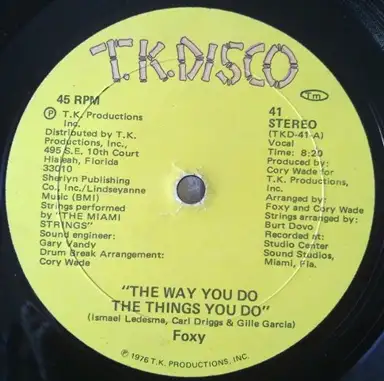 T.K.DISCO
45 RPM
Ⓟ T.K. Productions
Inc.
Distributed by T.K.
Productions, Inc.,
495 S.E. 10th Court
Hialeah, Florida
33010
Sherlyn Publishing
Co., Inc./Lindseyanne
Music (BMI)
Strings performed
by "THE MIAMI
STRINGS"
Sound engineer:
Gary Vandy
Drum Break Arrangement:
Cory Wade
Tm
41
STEREO
(TKD-41-A)
Vocal
Time: 8:20
Produced by:
Cory Wade for
T.K. Productions,
Inc.
Arranged by:
Foxy and Cory Wade
Strings arranged by:
Burt Dovo
Recorded at:
Studio Center
Sound Studios,
Miami, Fla.
"THE WAY YOU DO
THE THINGS YOU DO"
(Ismael Ledesma, Carl Driggs & Gille Garcia)
Foxy
Ⓟ 1976 T.K. PRODUCTIONS, INC.